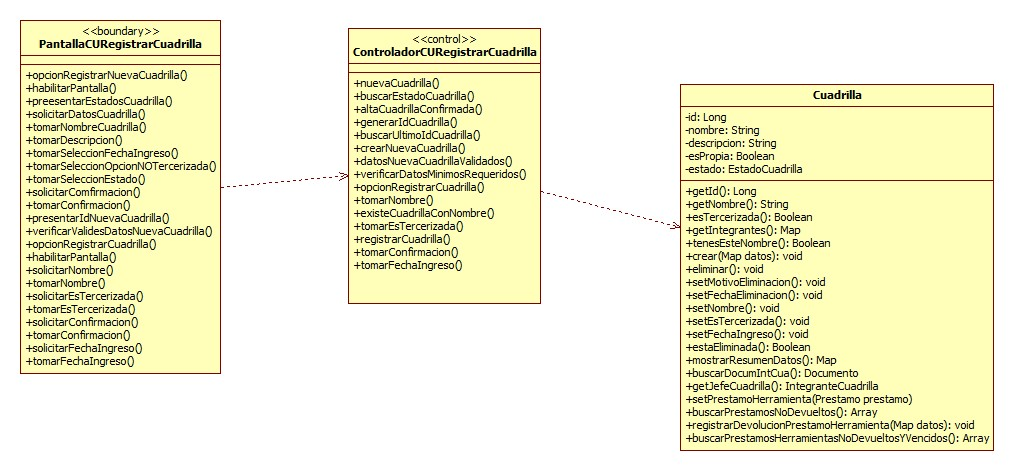 <<boundary>>
PantallaCURegistrarCuadrilla
+opcionRegistrarNuevaCuadrilla()
+habilitarPantalla()
+preesentarEstadosCuadrilla()
+solicitarDatosCuadrilla()
+tomarNombreCuadrilla()
+tomarDescripcion()
+tomarSeleccionFechaIngreso()
+tomarSeleccionOpcionNOTercerizada()
+tomarSeleccionEstado()
+solicitarComfirmacion()
+tomarConfirmacion()
+presentarIdNuevaCuadrilla()
+verificarValidesDatosNuevaCuadrilla()
+opcionRegistrarCuadrilla()
+habilitarPantalla()
+solicitarNombre()
+tomarNombre()
+solicitarEsTercerizada()
+tomarEsTercerizada()
+solicitarConfirmacion()
+tomarConfirmacion()
+solicitarFechaIngreso()
+tomarFechaIngreso()
<<control>>
ControladorCURegistrarCuadrilla
+nuevaCuadrilla()
+buscarEstadoCuadrilla()
+altaCuadrillaConfirmada()
+generarIdCuadrilla()
+buscarUltimoIdCuadrilla()
+crearNuevaCuadrilla()
+datosNuevaCuadrillaValidados()
+verificarDatosMinimosRequeridos()
+opcionRegistrarCuadrilla()
+tomarNombre()
+existeCuadrillaConNombre()
+tomarEsTercerizada()
+registrarCuadrilla()
+tomarConfirmacion()
+tomarFechaIngreso()
Cuadrilla
-id: Long
-nombre: String
-descripcion: String
-esPropia: Boolean
-estado: EstadoCuadrilla
+getId(): Long
+getNombre(): String
+esTercerizada(): Boolean
+getIntegrantes(): Map
+tenesEsteNombre(): Boolean
+crear(Map datos): void
+eliminar(): void
+setMotivoEliminacion(): void
+setFechaEliminacion(): void
+setNombre(): void
+setEsTercerizada(): void
+setFechaIngreso(): void
+estaEliminada(): Boolean
+mostrarResumenDatos(): Map
+buscarDocumIntCua(): Documento
+getJefeCuadrilla(): IntegranteCuadrilla
+setPrestamoHerramienta(Prestamo prestamo)
+buscarPrestamosNoDevueltos(): Array
+registrarDevolucionPrestamoHerramienta(Map datos): void
+buscarPrestamosHerramientasNoDevueltosYVencidos(): Array